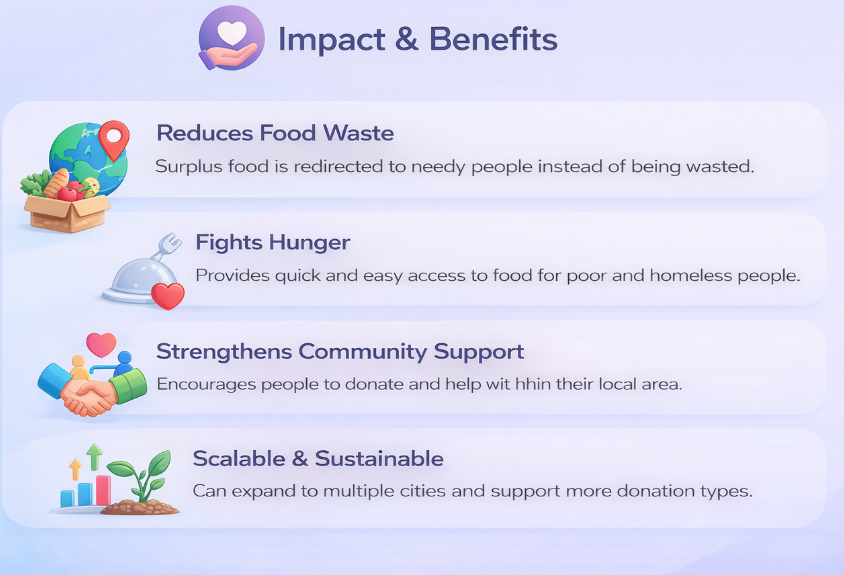 Impact & Benefits
Reduces Food Waste
Surplus food is redirected to needy people instead of being wasted.
Fights Hunger
Provides quick and easy access to food for poor and homeless people.
Strengthens Community Support
Encourages people to donate and help wit hhin their local area.
Scalable & Sustainable
Can expand to multiple cities and support more donation types.